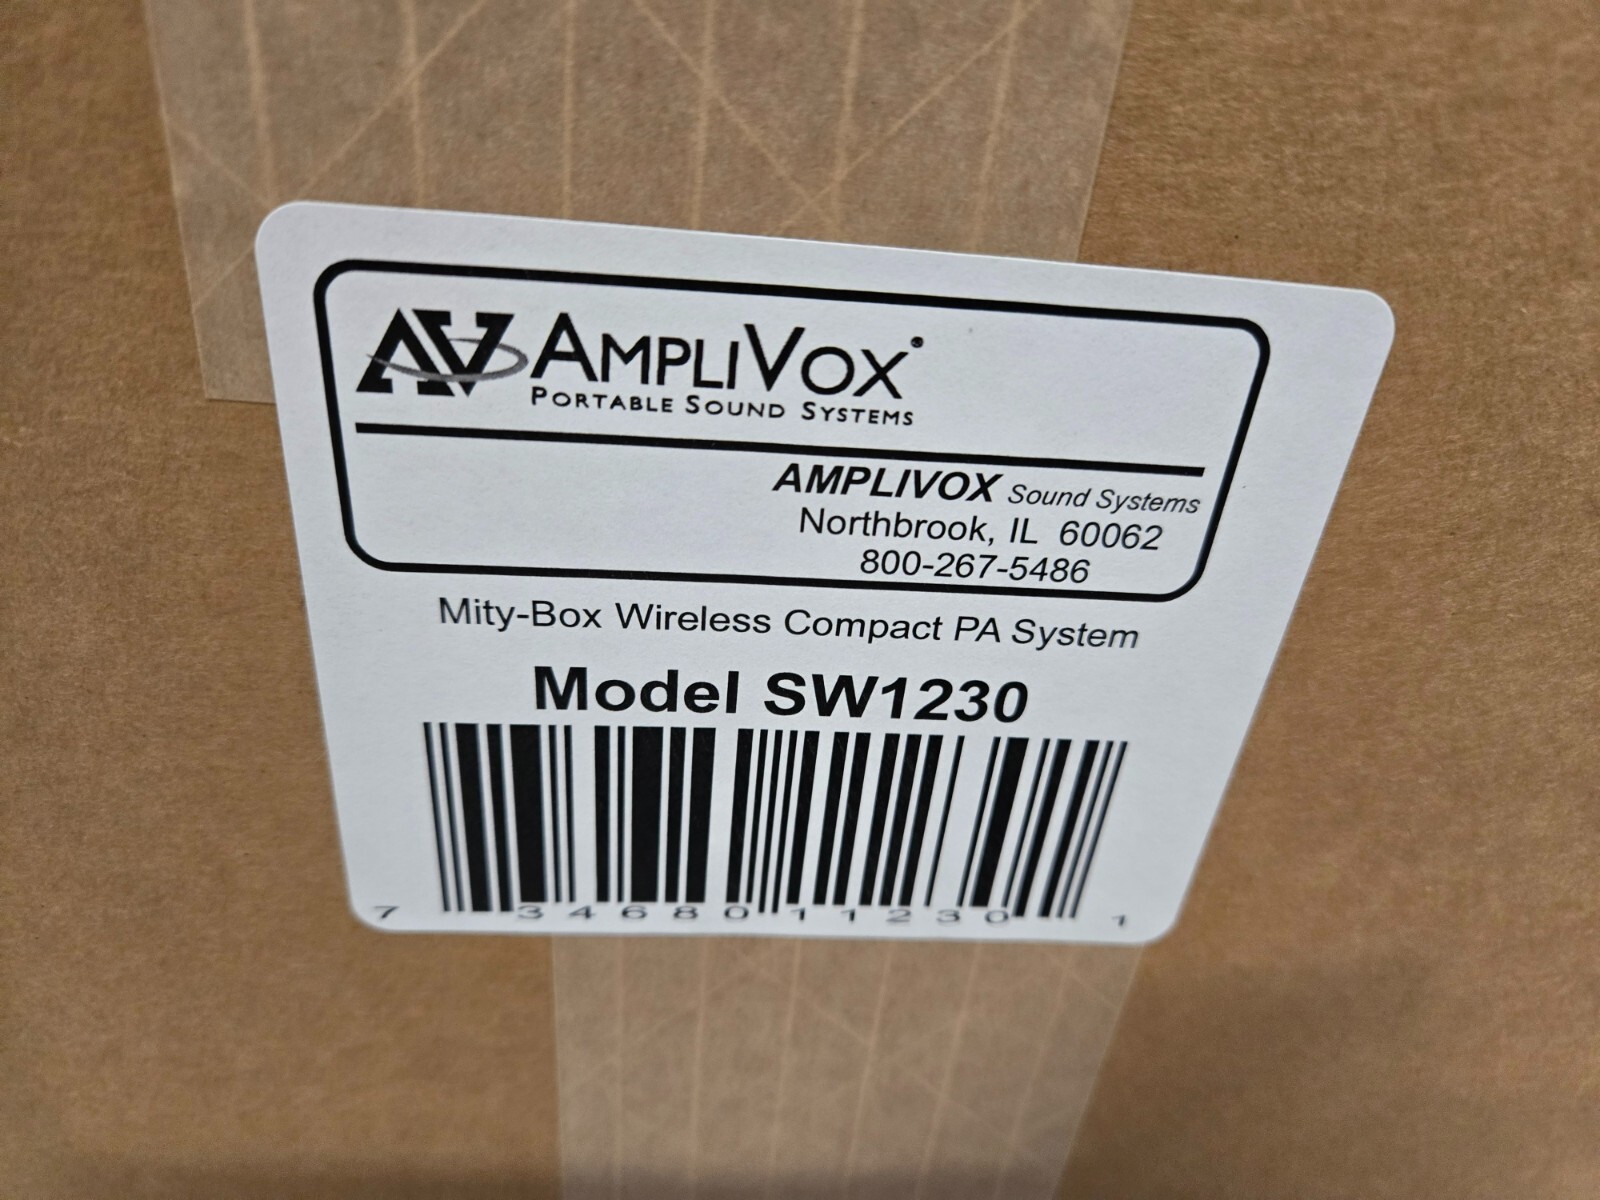 AV AMPLIVOX®
PORTABLE SOUND SYSTEMS
AMPLIVOX Sound Systems
Northbrook, IL 60062
800-267-5486
Mity-Box Wireless Compact PA System
Model SW1230
7 34680 11230 1